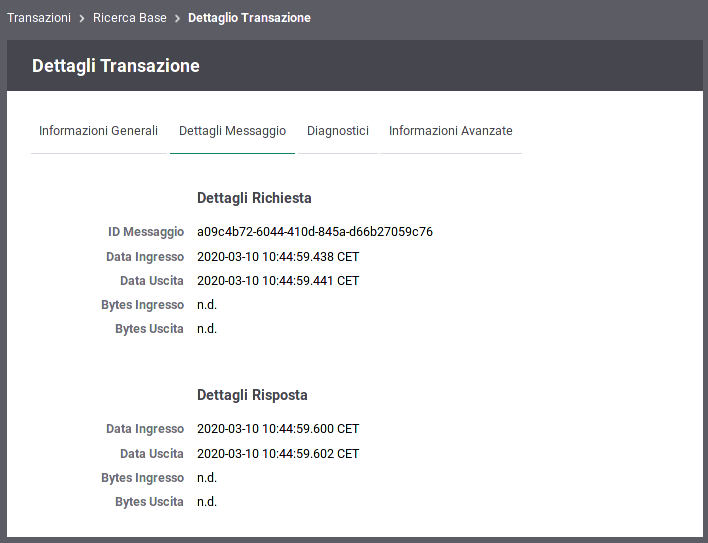 Transazioni > Ricerca Base > Dettaglio Transazione
Dettagli Transazione
Informazioni Generali Dettagli Messaggio Diagnostici Informazioni Avanzate
Dettagli Richiesta
ID Messaggio a09c4b72-6044-410d-845a-d66b27059c76
Data Ingresso 2020-03-10 10:44:59.438 CET
Data Uscita 2020-03-10 10:44:59.441 CET
Bytes Ingresso n.d.
Bytes Uscita n.d.
Dettagli Risposta
Data Ingresso 2020-03-10 10:44:59.600 CET
Data Uscita 2020-03-10 10:44:59.602 CET
Bytes Ingresso n.d.
Bytes Uscita n.d.